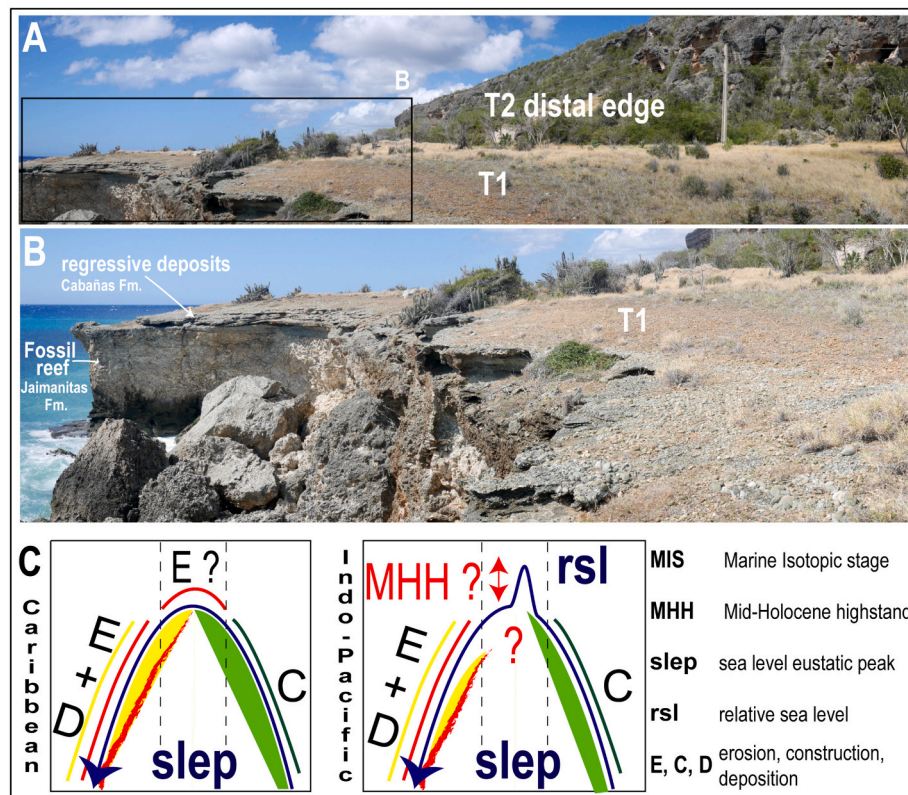 A
B
T2 distal edge
T1
B
regressive deposits
Cabañas Fm.
T1
Fossil
reef
Jaimanitas
Fm.
C
Caribbean
E ?
E
+
D
C
slep
Indo-Pacific
MHH ?
rsl
?
E
+
D
C
slep
MIS Marine Isotopic stage
MHH Mid-Holocene highstand
slep sea level eustatic peak
rsl relative sea level
E, C, D erosion, construction,
deposition